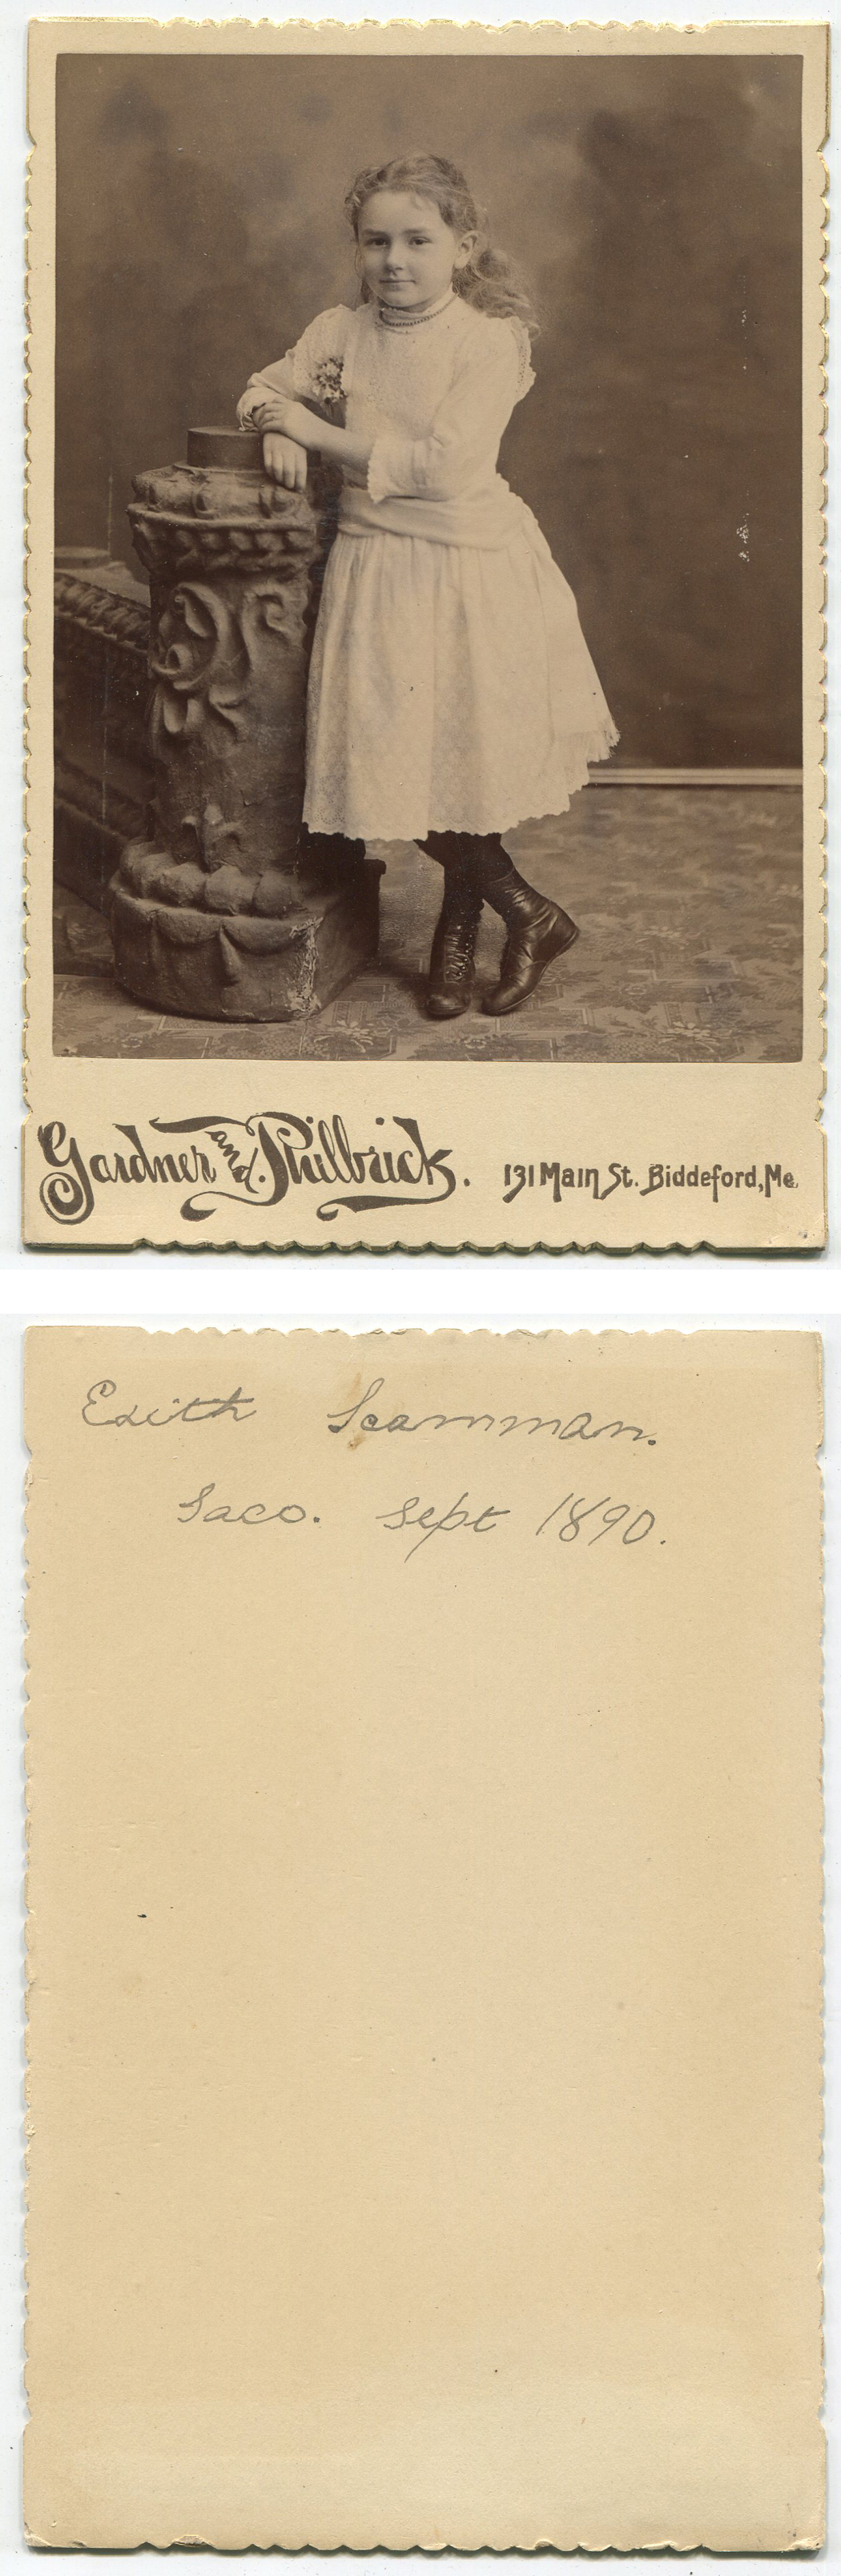 Gardner and Philbrick. 131 Main St. Biddeford, Me.
Edith Scamman.
Saco. Sept 1890.